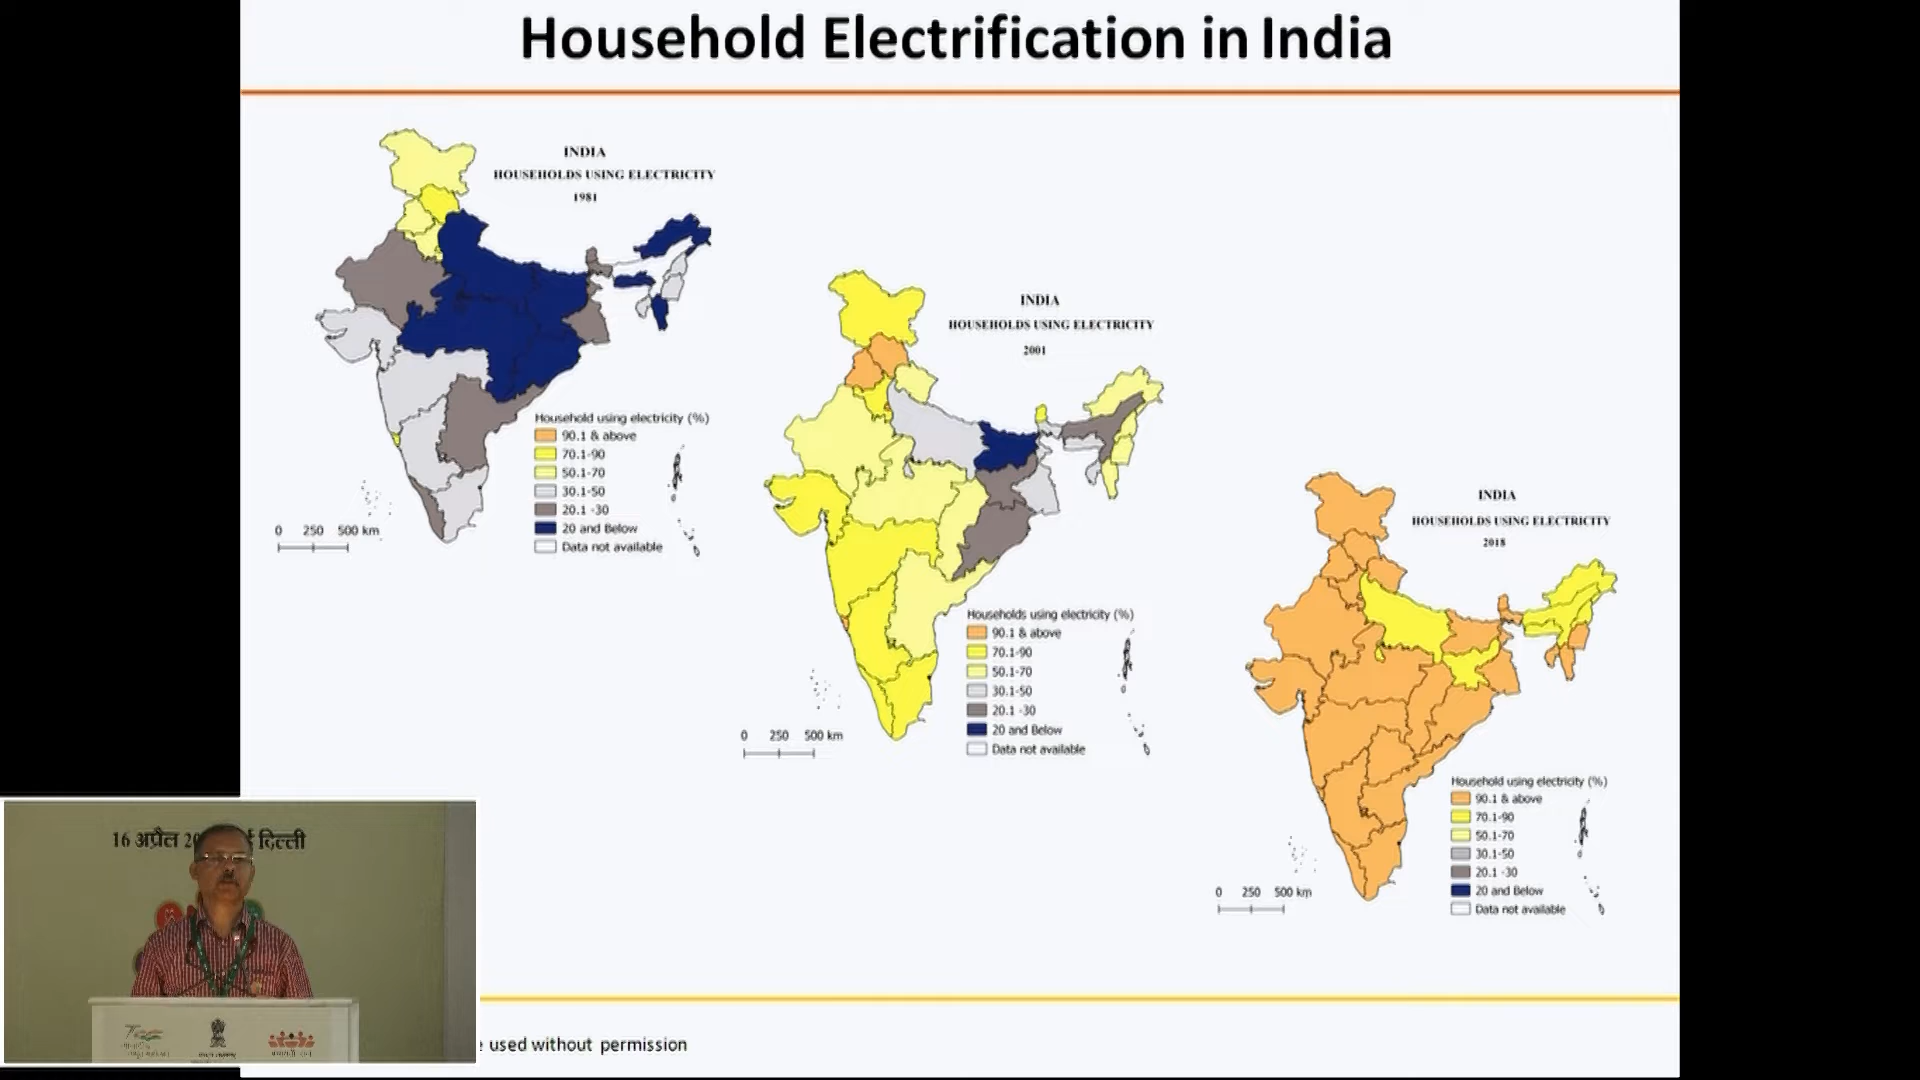 Household Electrification in India
INDIA
HOUSEHOLDS USING ELECTRICITY
1981
Household using electricity (%)
90.1 & above
70.1-90
50.1-70
30.1-50
20.1 -30
20 and Below
Data not available
0 250 500 km
INDIA
HOUSEHOLDS USING ELECTRICITY
2001
Households using electricity (%)
90.1 & above
70.1-90
50.1-70
30.1-50
20.1 -30
20 and Below
Data not available
0 250 500 km
INDIA
HOUSEHOLDS USING ELECTRICITY
2018
Household using electricity (%)
90.1 & above
70.1-90
50.1-70
30.1-50
20.1 -30
20 and Below
Data not available
0 250 500 km
16 अप्रैल 20 दिल्ली
used without permission